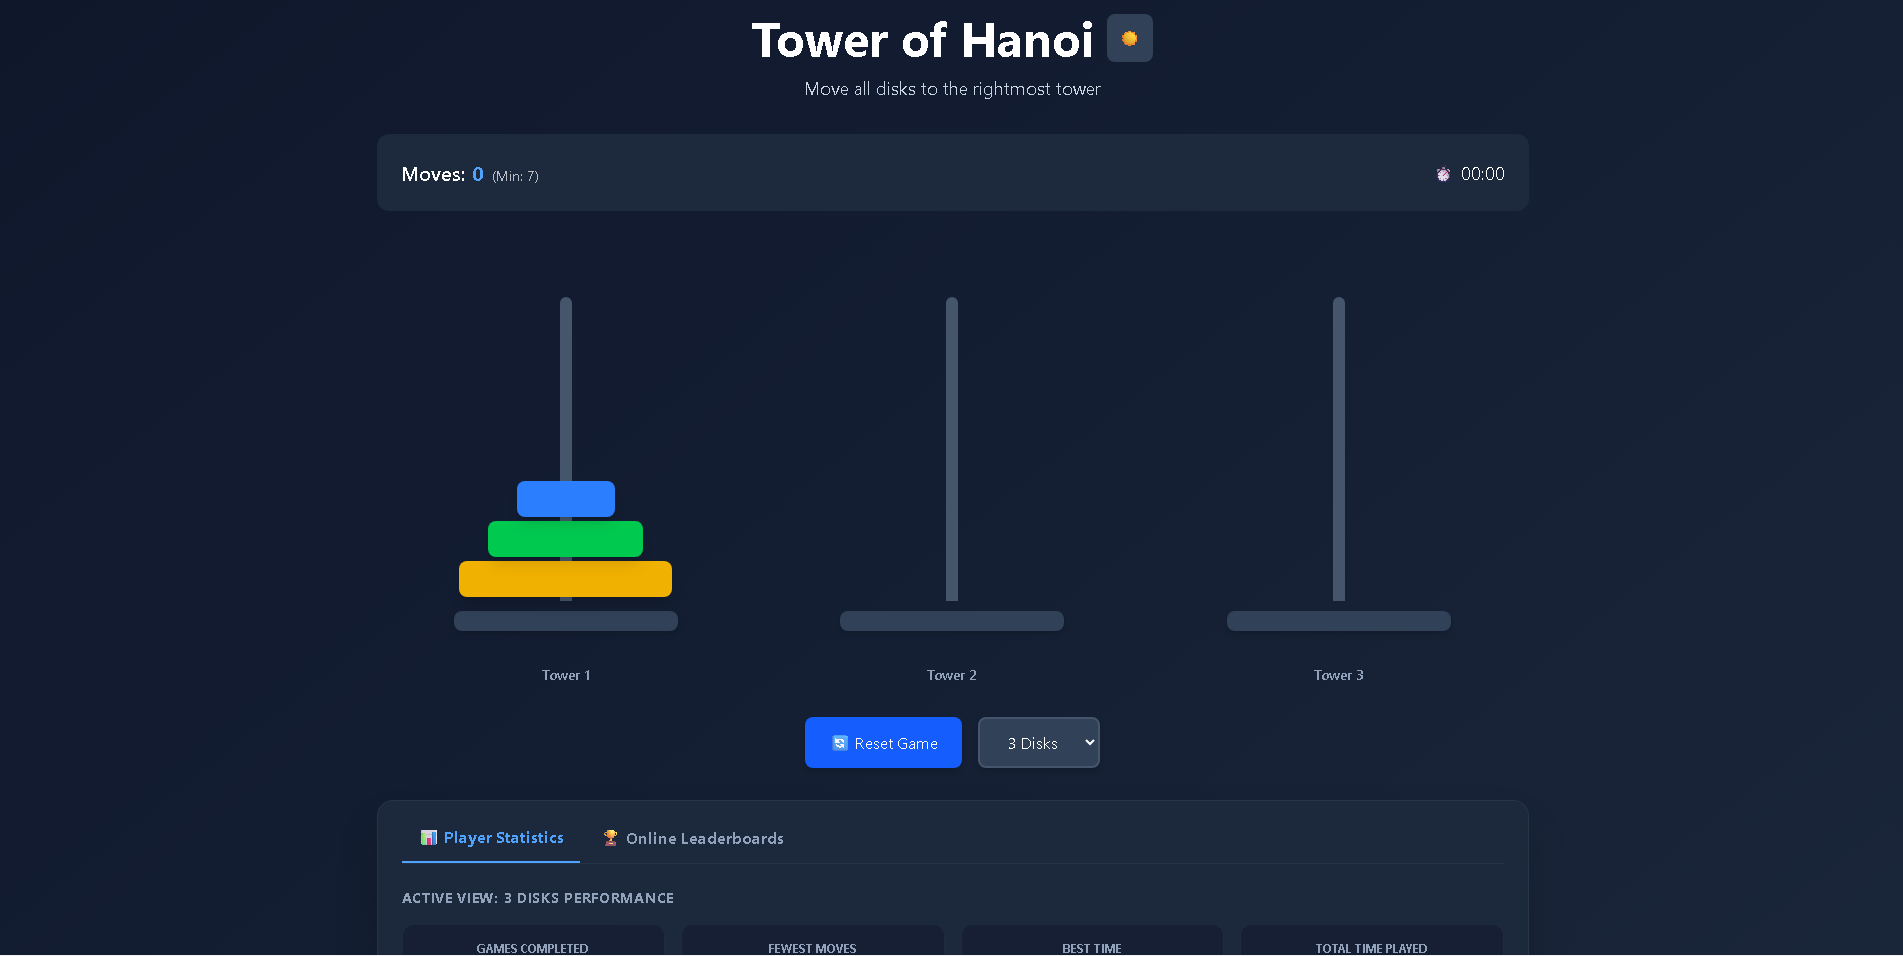 Tower of Hanoi
Move all disks to the rightmost tower
Moves: 0 (Min: 7)
00:00
Tower 1
Tower 2
Tower 3
Reset Game
3 Disks
Player Statistics
Online Leaderboards
ACTIVE VIEW: 3 DISKS PERFORMANCE
GAMES COMPLETED
FEWEST MOVES
BEST TIME
TOTAL TIME PLAYED